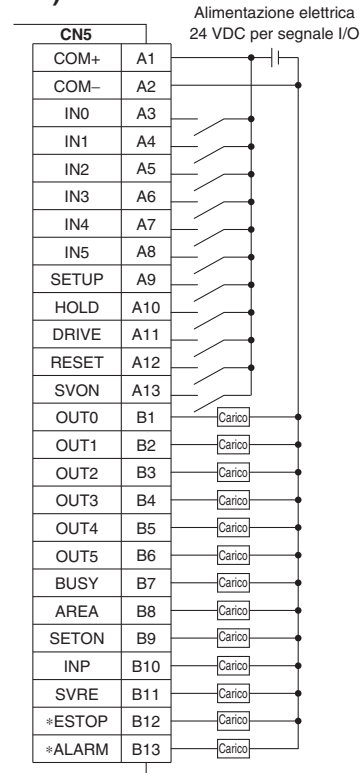 Alimentazione elettrica
24 VDC per segnale I/O
CN5
COM+ A1
COM− A2
IN0 A3
IN1 A4
IN2 A5
IN3 A6
IN4 A7
IN5 A8
SETUP A9
HOLD A10
DRIVE A11
RESET A12
SVON A13
OUT0 B1 Carico
OUT1 B2 Carico
OUT2 B3 Carico
OUT3 B4 Carico
OUT4 B5 Carico
OUT5 B6 Carico
BUSY B7 Carico
AREA B8 Carico
SETON B9 Carico
INP B10 Carico
SVRE B11 Carico
∗ESTOP B12 Carico
∗ALARM B13 Carico